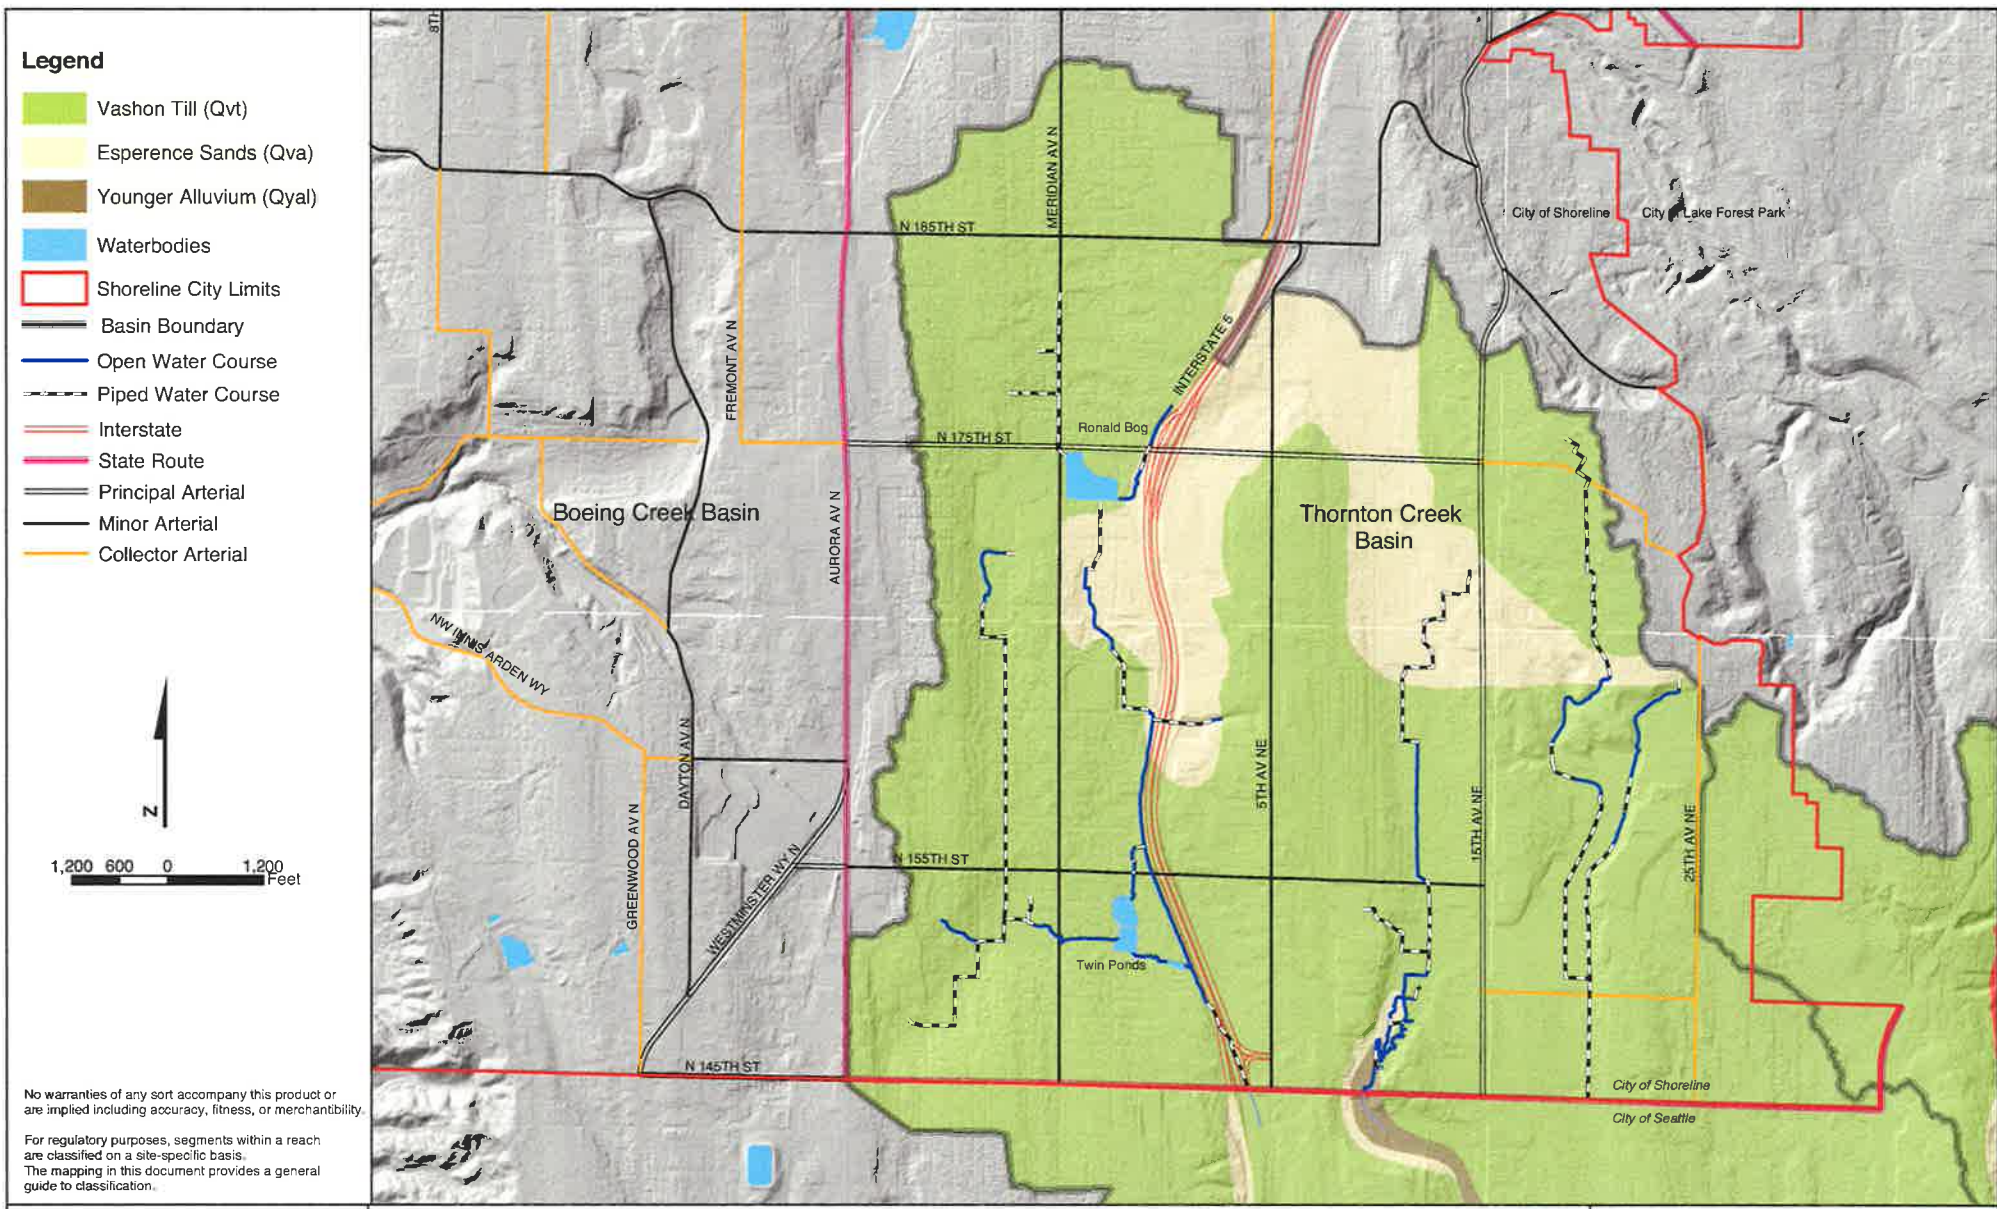 Legend
Vashon Till (Qvt)
Esperence Sands (Qva)
Younger Alluvium (Qyal)
Waterbodies
Shoreline City Limits
Basin Boundary
Open Water Course
Piped Water Course
Interstate
State Route
Principal Arterial
Minor Arterial
Collector Arterial
N
1,200 600 0 1,200
Feet
No warranties of any sort accompany this product or
are implied including accuracy, fitness, or merchantibility.
For regulatory purposes, segments within a reach
are classified on a site-specific basis.
The mapping in this document provides a general
guide to classification.
8TH
MERIDIAN AV N
N 185TH ST
City of Shoreline
City of Lake Forest Park
FREMONT AV N
INTERSTATE 5
Ronald Bog
N 175TH ST
Boeing Creek Basin
AURORA AV N
Thornton Creek
Basin
NW INNIS ARDEN WY
DAYTON AV N
5TH AV NE
15TH AV NE
25TH AV NE
GREENWOOD AV N
WESTMINSTER WY N
N 155TH ST
Twin Ponds
N 145TH ST
City of Shoreline
City of Seattle